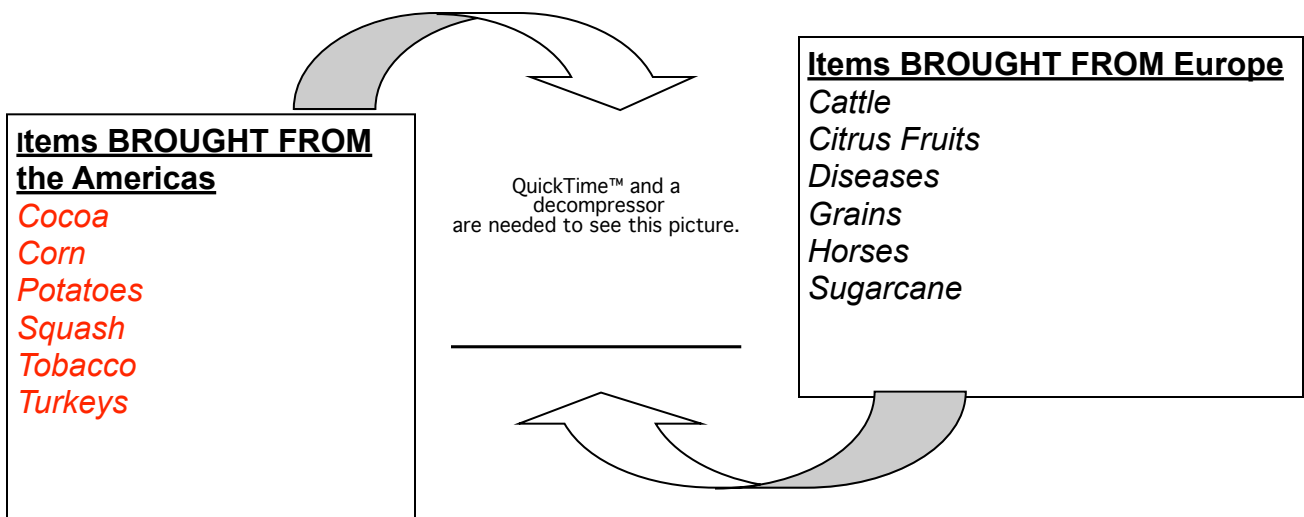 Items BROUGHT FROM
the Americas
Cocoa
Corn
Potatoes
Squash
Tobacco
Turkeys
QuickTime™ and a
decompressor
are needed to see this picture.
Items BROUGHT FROM Europe
Cattle
Citrus Fruits
Diseases
Grains
Horses
Sugarcane